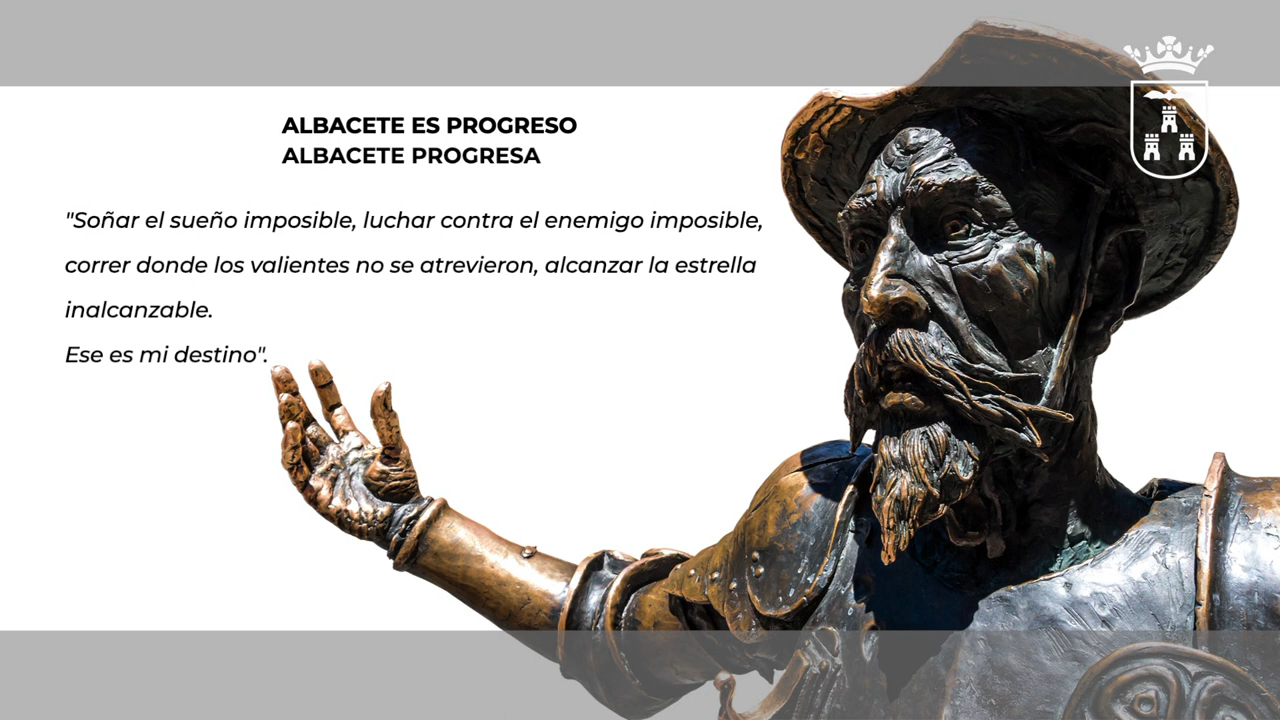 ALBACETE ES PROGRESO
ALBACETE PROGRESA
"Soñar el sueño imposible, luchar contra el enemigo imposible,
correr donde los valientes no se atrevieron, alcanzar la estrella
inalcanzable.
Ese es mi destino".